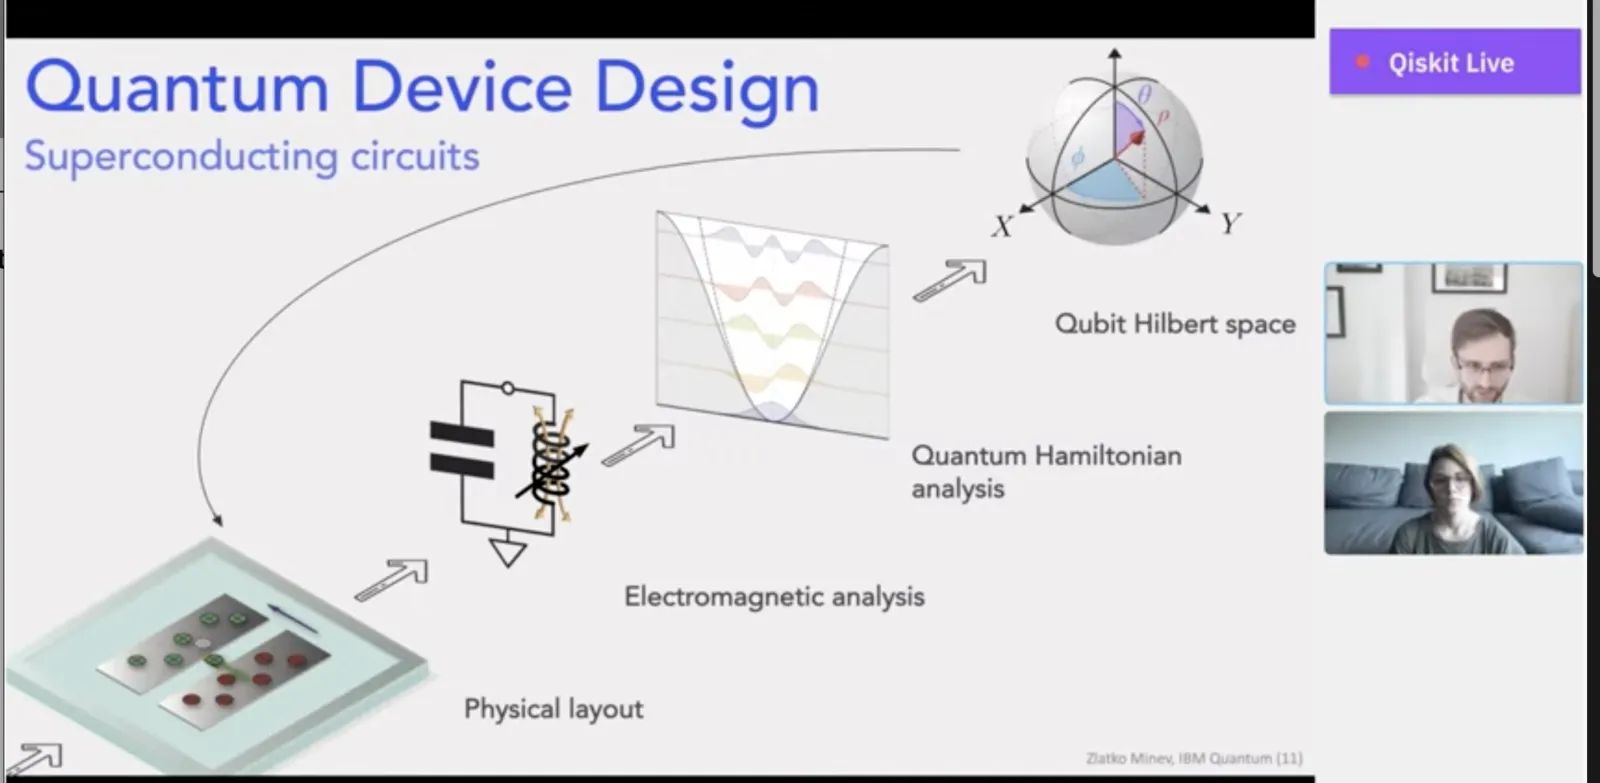 Quantum Device Design
Superconducting circuits
θ
ρ
ϕ
X
Y
Qubit Hilbert space
Quantum Hamiltonian
analysis
Electromagnetic analysis
Physical layout
Zlatko Minev, IBM Quantum (11)
Qiskit Live
t